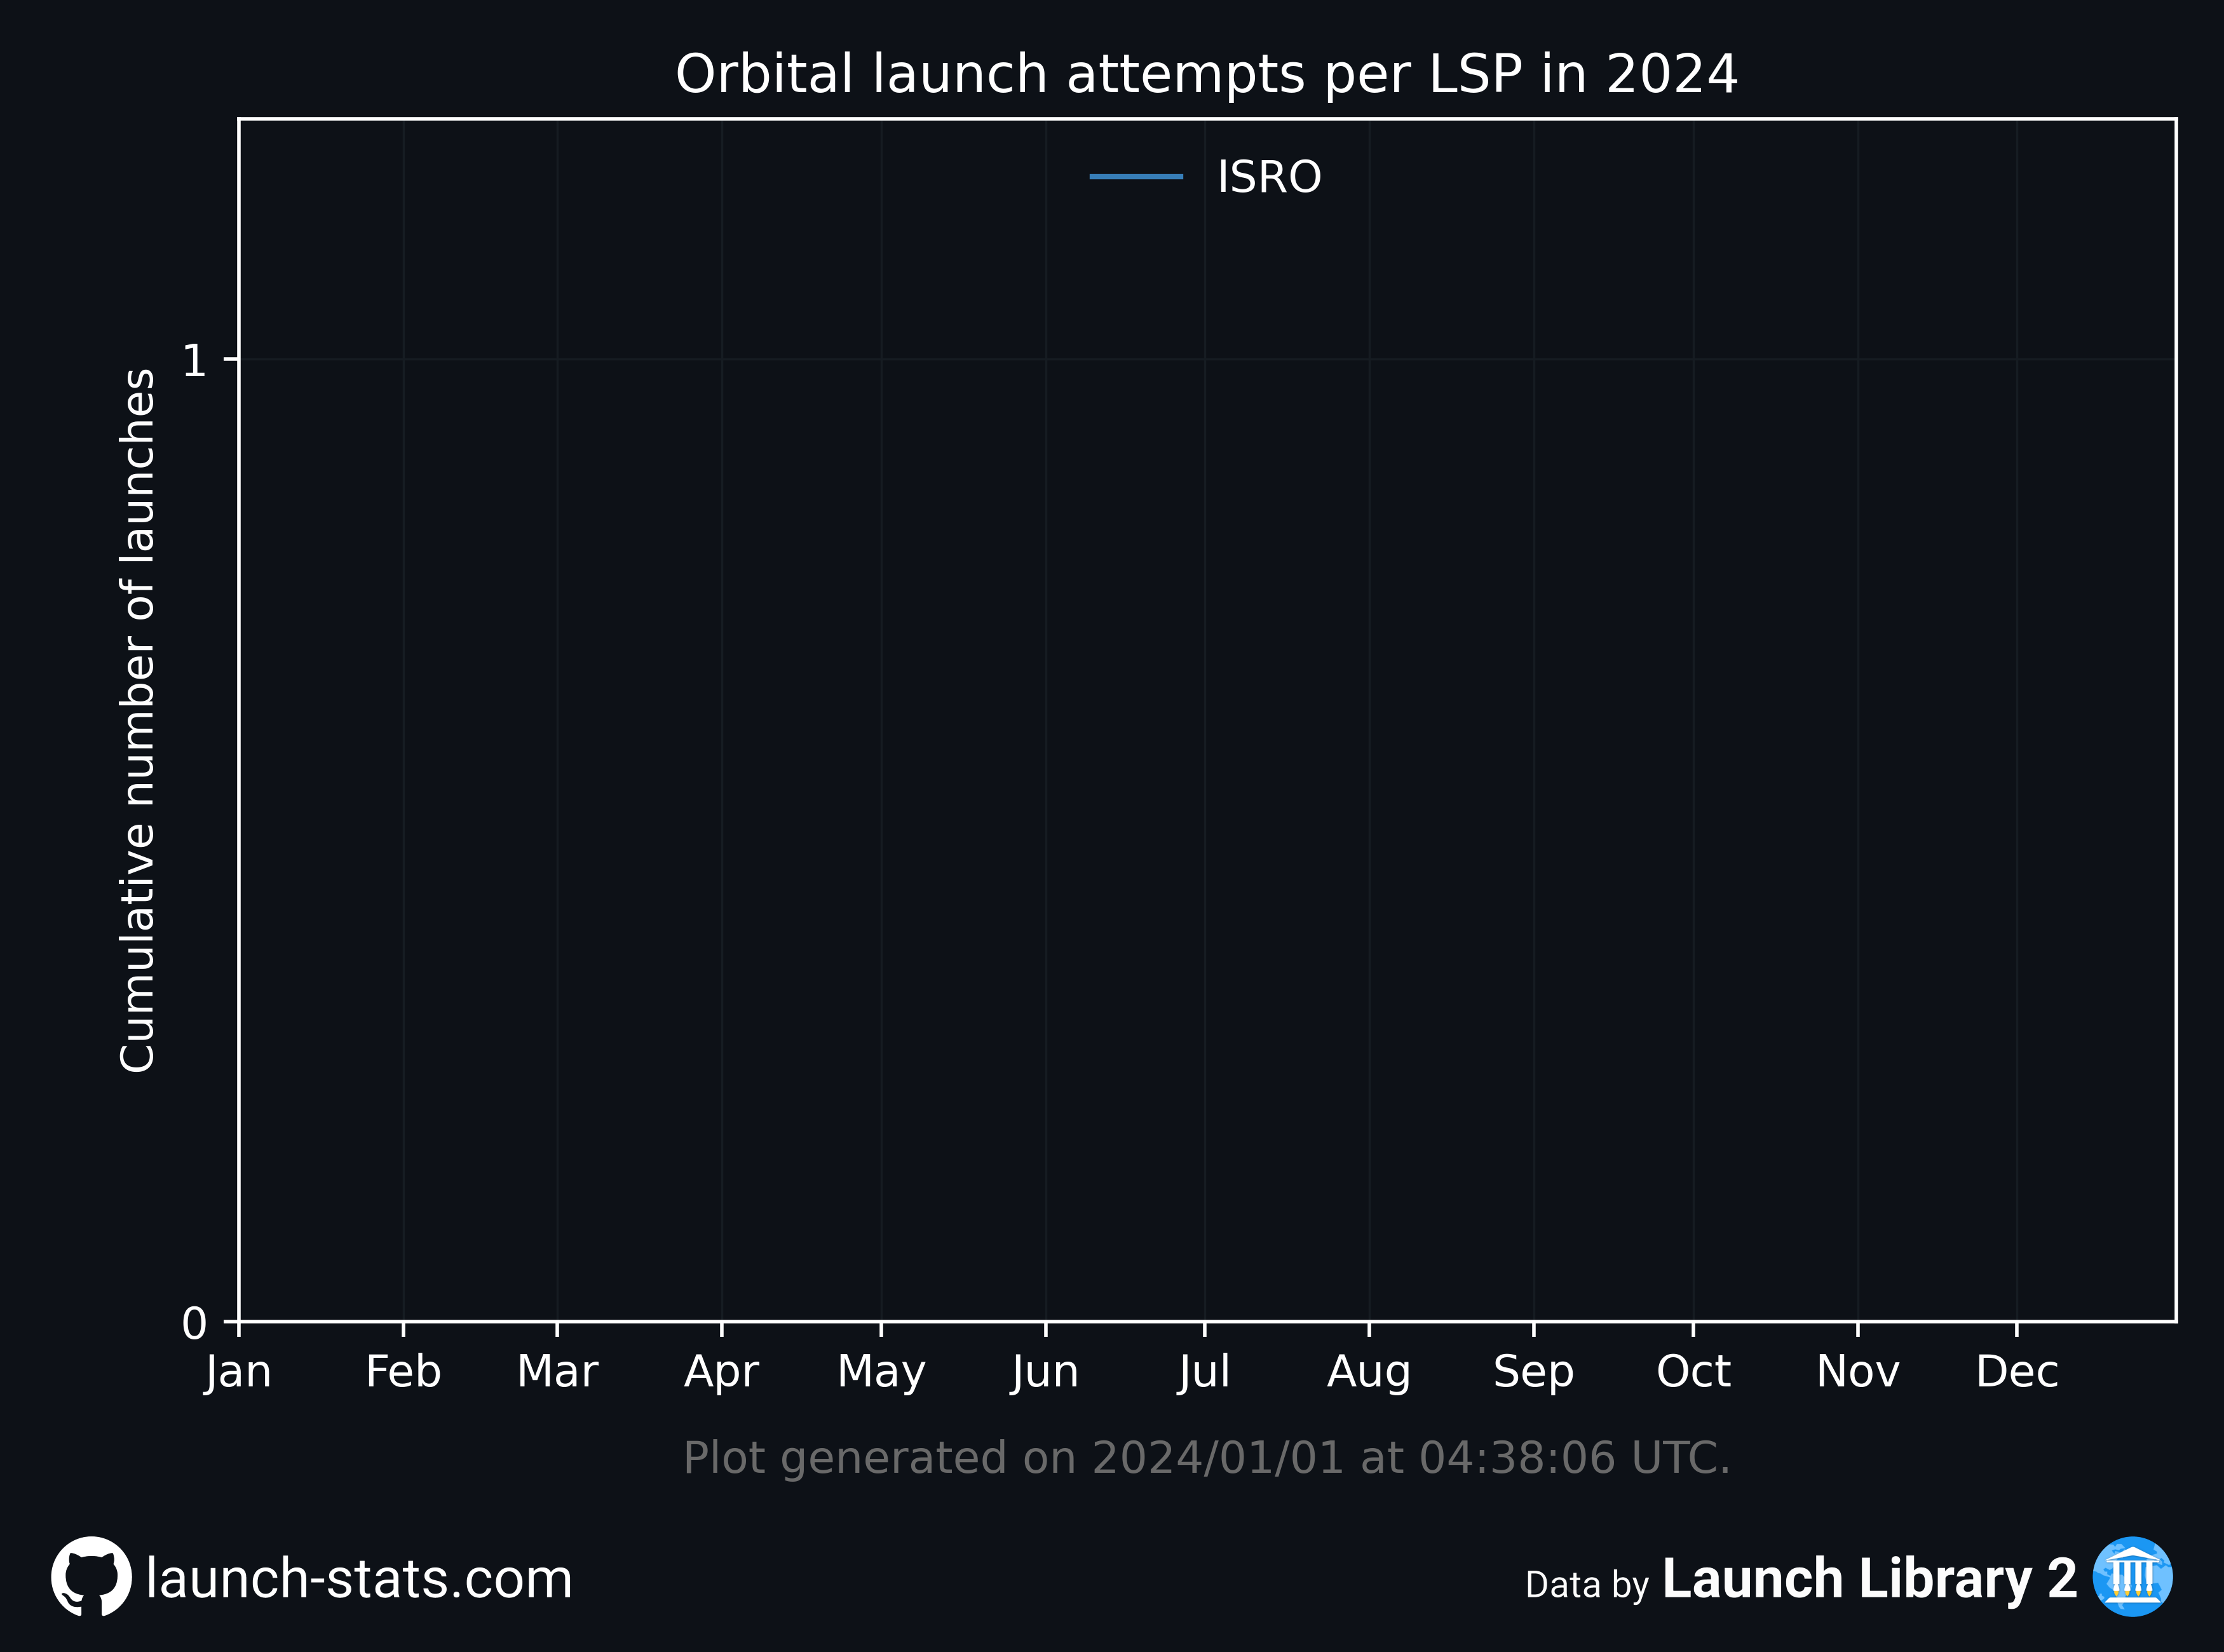 Orbital launch attempts per LSP in 2024
ISRO
Cumulative number of launches
1
0
Jan Feb Mar Apr May Jun Jul Aug Sep Oct Nov Dec
Plot generated on 2024/01/01 at 04:38:06 UTC.
launch-stats.com
Data by Launch Library 2